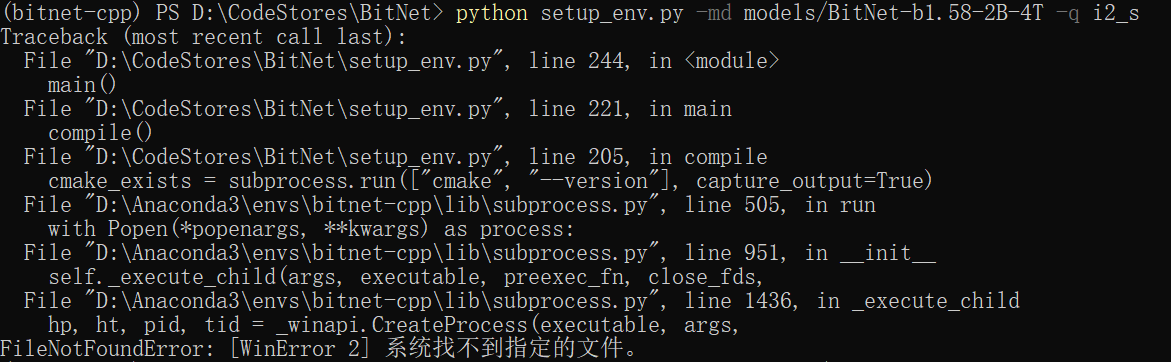 (bitnet-cpp) PS D:\CodeStores\BitNet> python setup_env.py -md models/BitNet-b1.58-2B-4T -q i2_s
Traceback (most recent call last):
  File "D:\CodeStores\BitNet\setup_env.py", line 244, in <module>
    main()
  File "D:\CodeStores\BitNet\setup_env.py", line 221, in main
    compile()
  File "D:\CodeStores\BitNet\setup_env.py", line 205, in compile
    cmake_exists = subprocess.run(["cmake", "--version"], capture_output=True)
  File "D:\Anaconda3\envs\bitnet-cpp\lib\subprocess.py", line 505, in run
    with Popen(*popenargs, **kwargs) as process:
  File "D:\Anaconda3\envs\bitnet-cpp\lib\subprocess.py", line 951, in __init__
    self._execute_child(args, executable, preexec_fn, close_fds,
  File "D:\Anaconda3\envs\bitnet-cpp\lib\subprocess.py", line 1436, in _execute_child
    hp, ht, pid, tid = _winapi.CreateProcess(executable, args,
FileNotFoundError: [WinError 2] 系统找不到指定的文件。